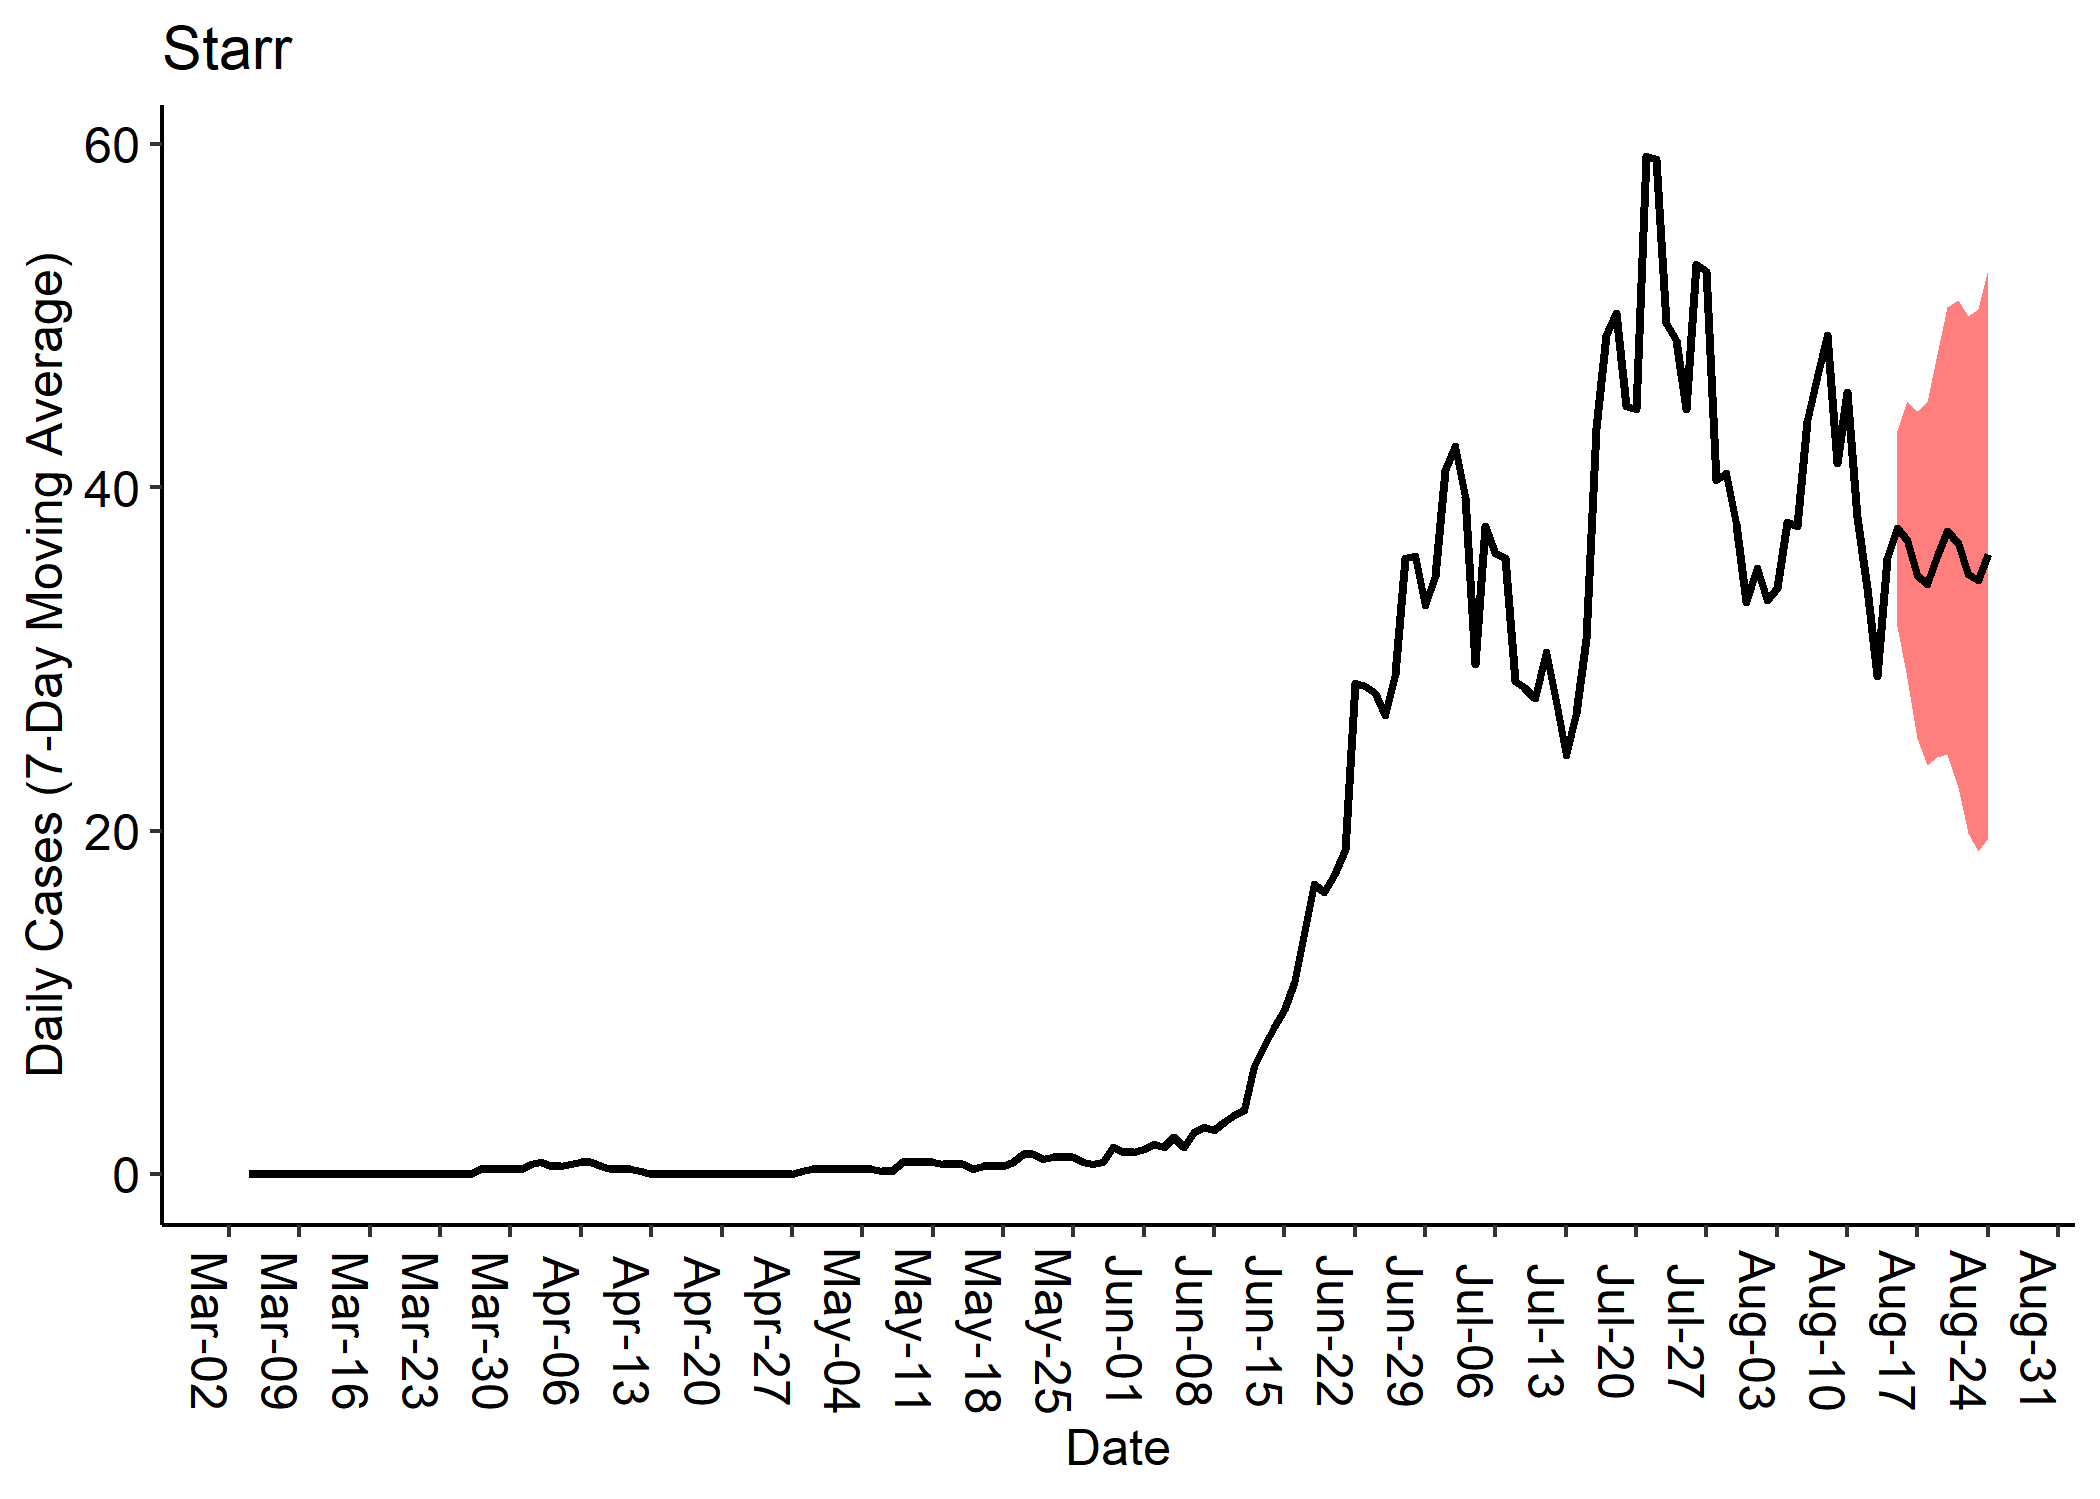 Starr
Daily Cases (7-Day Moving Average)
60
40
20
0
Mar-02
Mar-09
Mar-16
Mar-23
Mar-30
Apr-06
Apr-13
Apr-20
Apr-27
May-04
May-11
May-18
May-25
Jun-01
Jun-08
Jun-15
Jun-22
Jun-29
Jul-06
Jul-13
Jul-20
Jul-27
Aug-03
Aug-10
Aug-17
Aug-24
Aug-31
Date